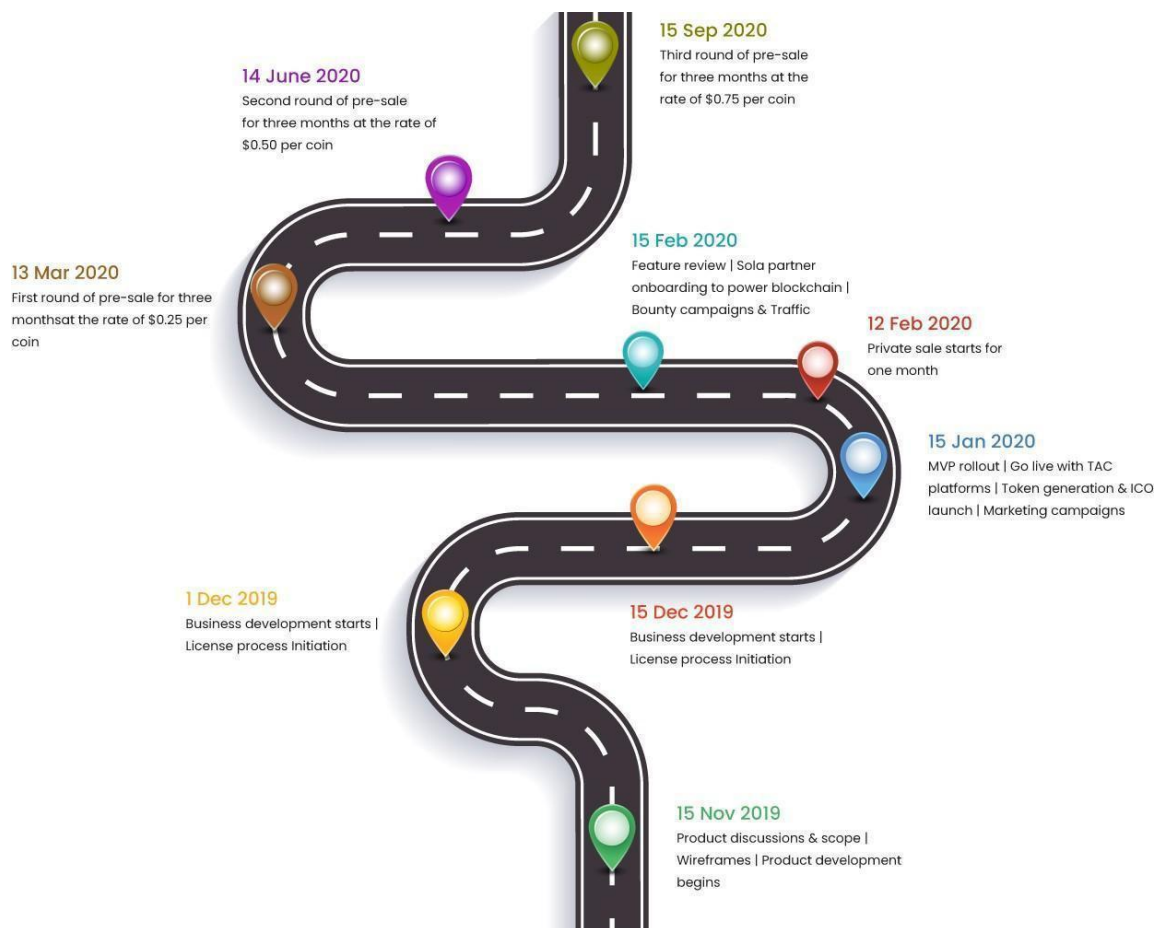 15 Sep 2020
Third round of pre-sale
for three months at the
rate of $0.75 per coin
14 June 2020
Second round of pre-sale
for three months at the rate of
$0.50 per coin
15 Feb 2020
Feature review | Sola partner
onboarding to power blockchain |
Bounty campaigns & Traffic
13 Mar 2020
First round of pre-sale for three
monthsat the rate of $0.25 per
coin
12 Feb 2020
Private sale starts for
one month
15 Jan 2020
MVP rollout | Go live with TAC
platforms | Token generation & ICO
launch | Marketing campaigns
1 Dec 2019
Business development starts |
License process Initiation
15 Dec 2019
Business development starts |
License process Initiation
15 Nov 2019
Product discussions & scope |
Wireframes | Product development
begins